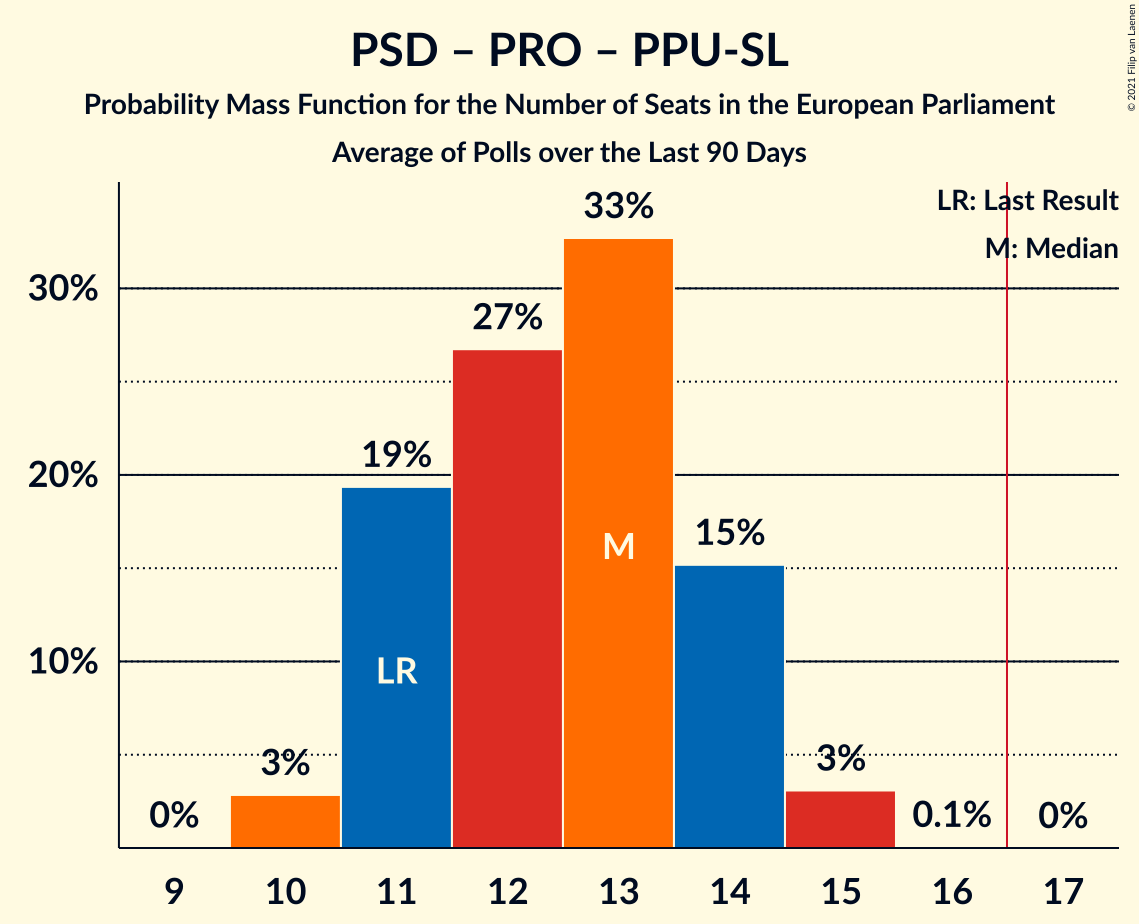 PSD – PRO – PPU-SL
Probability Mass Function for the Number of Seats in the European Parliament
Average of Polls over the Last 90 Days
© 2021 Filip van Laenen
LR: Last Result
M: Median
33%
30%
27%
20%
19%
15%
M
10%
LR
3%
3%
0%
0.1%
0%
9 10 11 12 13 14 15 16 17